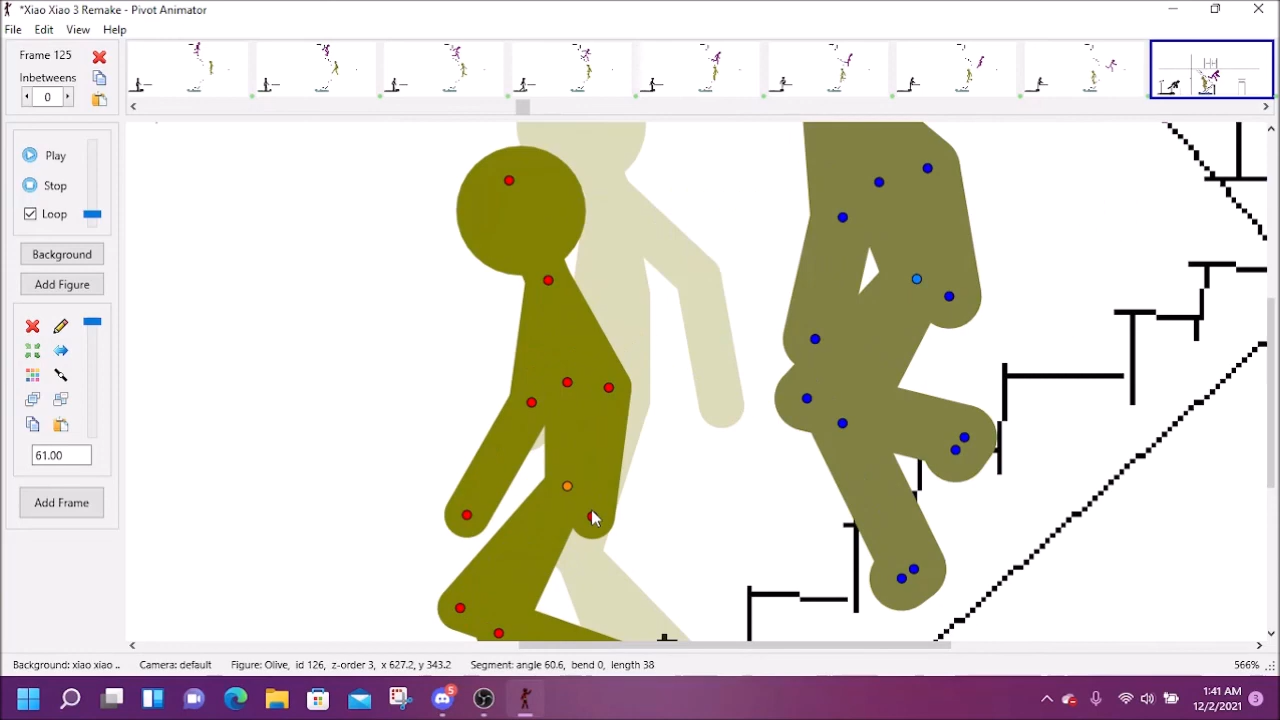 *Xiao Xiao 3 Remake - Pivot Animator
File Edit View Help
Frame 125
Inbetweens
0
Play
Stop
Loop
Background
Add Figure
61.00
Add Frame
Background: xiao xiao .. Camera: default Figure: Olive, id 126, z-order 3, x 627.2, y 343.2 Segment: angle 60.6, bend 0, length 38 566%
5
1:41 AM
12/2/2021
3